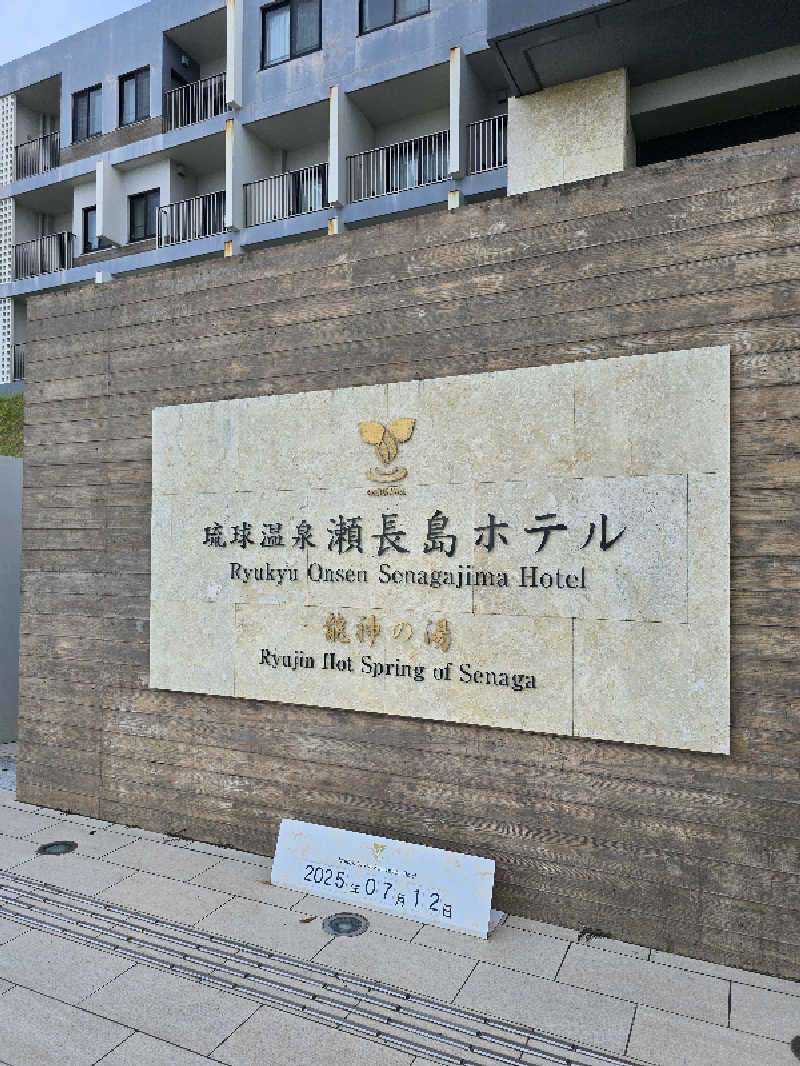 琉球温泉瀬長島ホテル
Ryukyu Onsen Senagajima Hotel
龍神の湯
Ryujin Hot Spring of Senaga
2025年07月12日